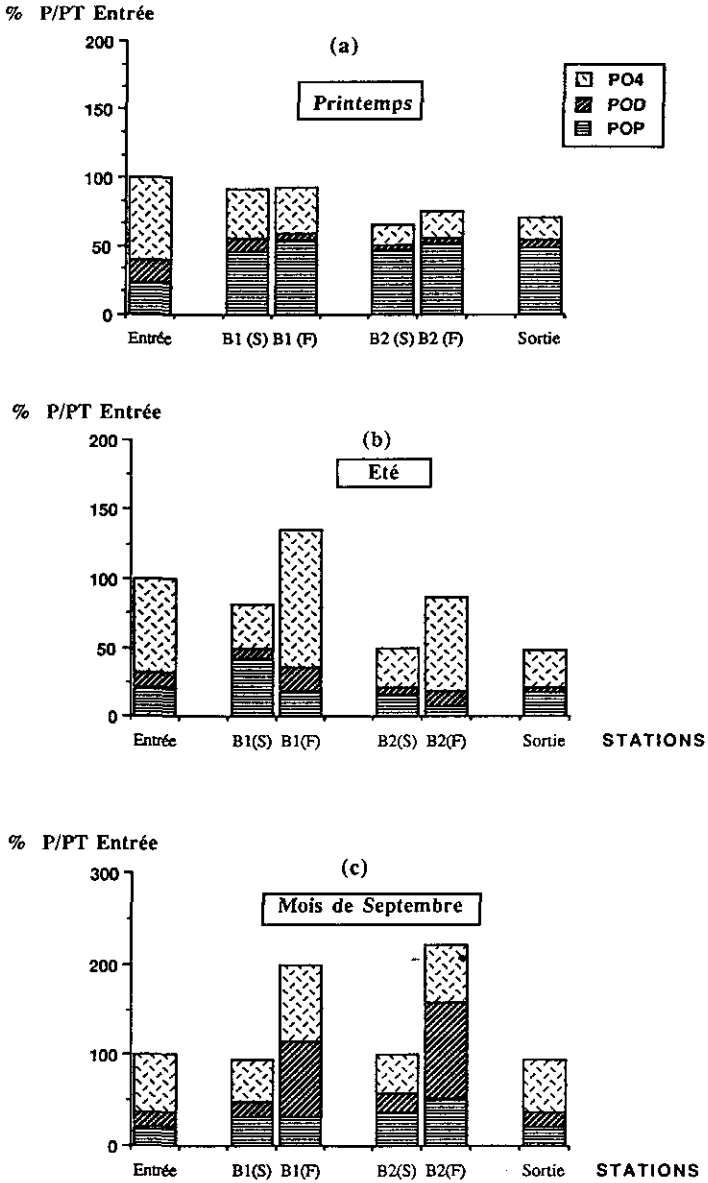 % P/PT Entrée
(a)
Printemps
PO4
POD
POP
200
150
100
50
0
Entrée B1 (S) B1 (F) B2 (S) B2 (F) Sortie
% P/PT Entrée
(b)
Eté
200
150
100
50
0
Entrée B1(S) B1(F) B2(S) B2(F) Sortie STATIONS
% P/PT Entrée
(c)
Mois de Septembre
300
200
100
0
Entrée B1(S) B1(F) B2(S) B2(F) Sortie STATIONS